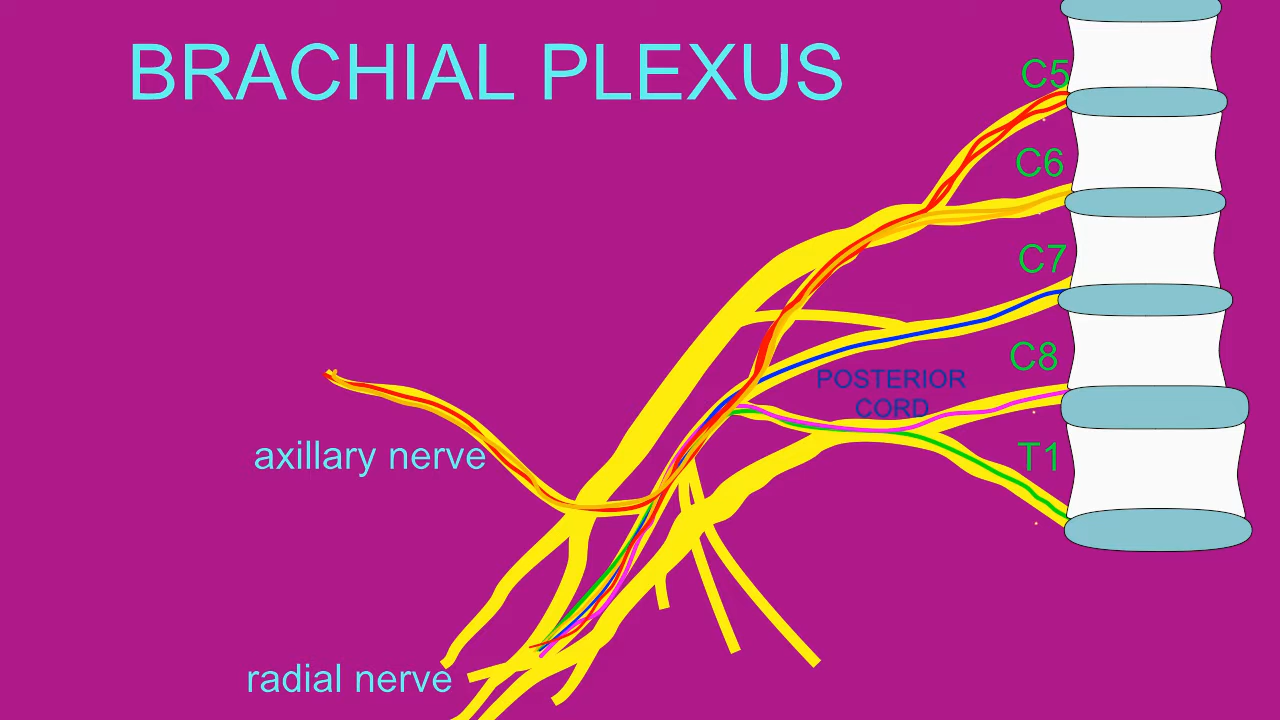 BRACHIAL PLEXUS
C5
C6
C7
C8
POSTERIOR
CORD
T1
axillary nerve
radial nerve